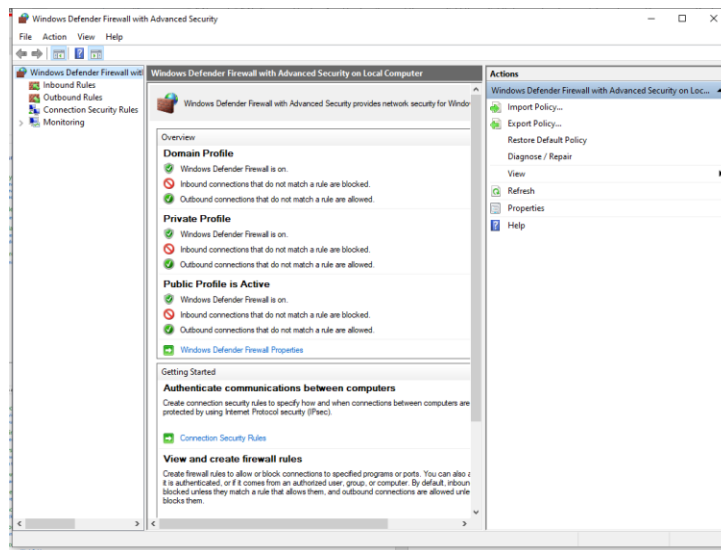 Windows Defender Firewall with Advanced Security
File Action View Help
Windows Defender Firewall wit
Inbound Rules
Outbound Rules
Connection Security Rules
Monitoring
Windows Defender Firewall with Advanced Security on Local Computer
Windows Defender Firewall with Advanced Security provides network security for Window
Overview
Domain Profile
Windows Defender Firewall is on.
Inbound connections that do not match a rule are blocked.
Outbound connections that do not match a rule are allowed.
Private Profile
Windows Defender Firewall is on.
Inbound connections that do not match a rule are blocked.
Outbound connections that do not match a rule are allowed.
Public Profile is Active
Windows Defender Firewall is on.
Inbound connections that do not match a rule are blocked.
Outbound connections that do not match a rule are allowed.
Windows Defender Firewall Properties
Getting Started
Authenticate communications between computers
Create connection security rules to specify how and when connections between computers are
protected by using Internet Protocol security (IPsec).
Connection Security Rules
View and create firewall rules
Create firewall rules to allow or block connections to specified programs or ports. You can also a
it is authenticated, or if it comes from an authorized user, group, or computer. By default, inboun
blocked unless they match a rule that allows them, and outbound connections are allowed unle
blocks them.
Actions
Windows Defender Firewall with Advanced Security on Loc...
Import Policy...
Export Policy...
Restore Default Policy
Diagnose / Repair
View
Refresh
Properties
Help